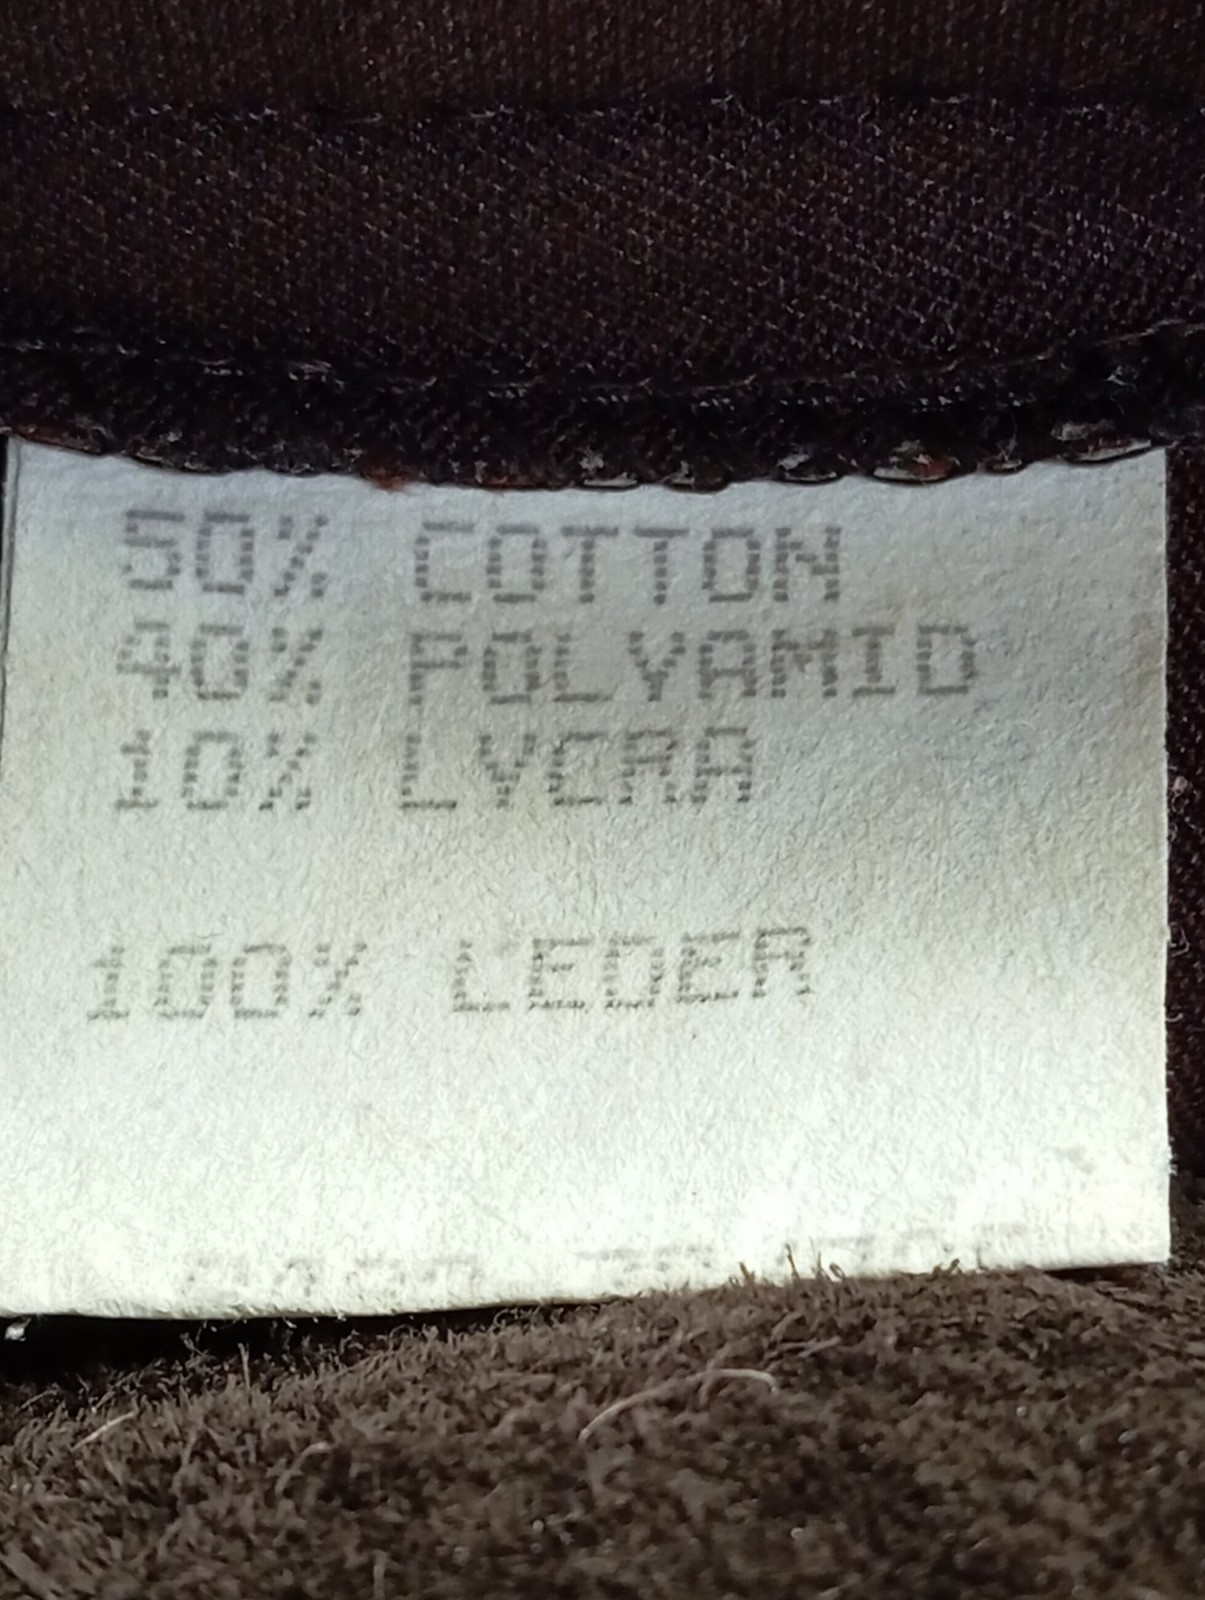 50% COTTON
40% POLYAMID
10% LYCRA
100% LEDER